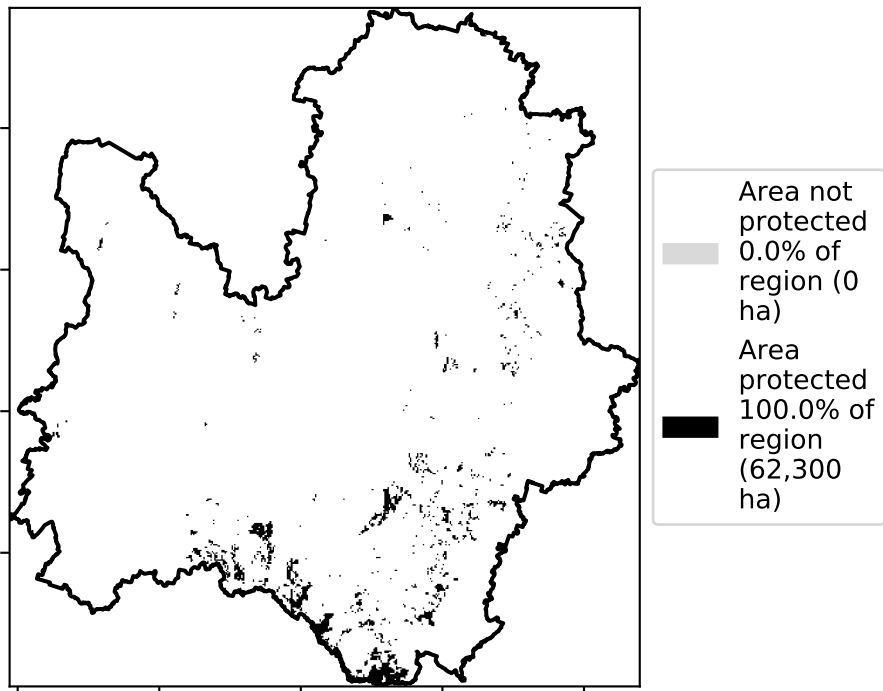 Area not
protected
0.0% of
region (0
ha)
Area
protected
100.0% of
region
(62,300
ha)